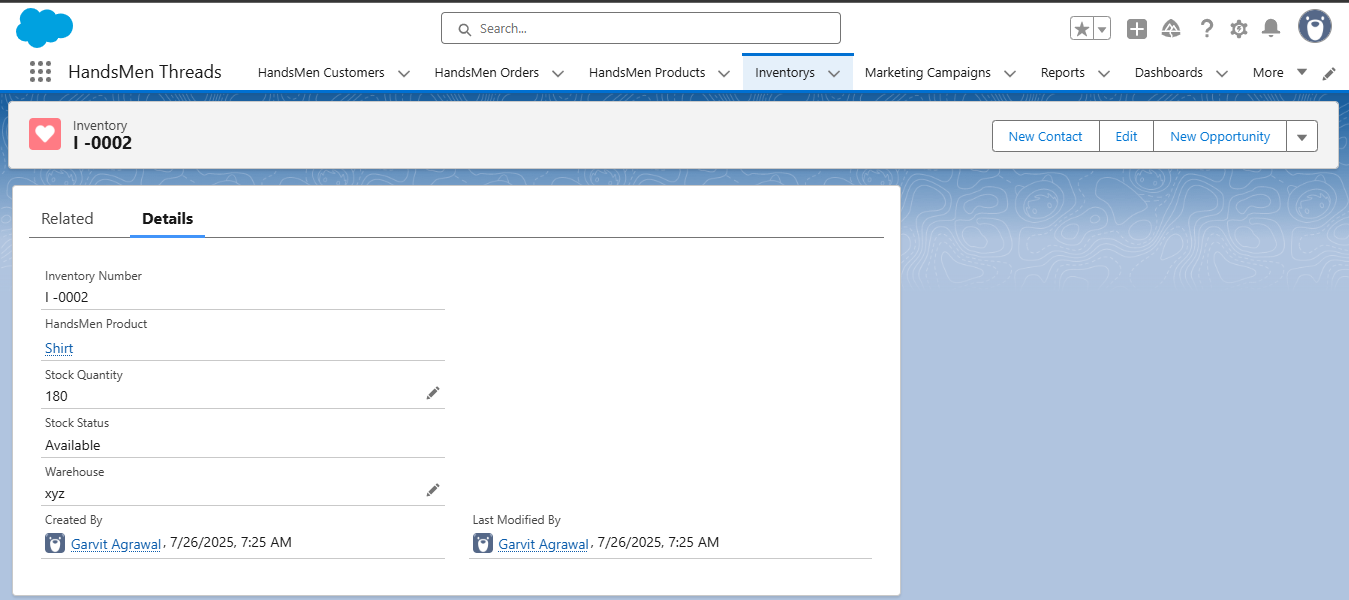 Search...
HandsMen Threads
HandsMen Customers
HandsMen Orders
HandsMen Products
Inventorys
Marketing Campaigns
Reports
Dashboards
More
Inventory
I -0002
New Contact
Edit
New Opportunity
Related
Details
Inventory Number
I -0002
HandsMen Product
Shirt
Stock Quantity
180
Stock Status
Available
Warehouse
xyz
Created By
Garvit Agrawal, 7/26/2025, 7:25 AM
Last Modified By
Garvit Agrawal, 7/26/2025, 7:25 AM